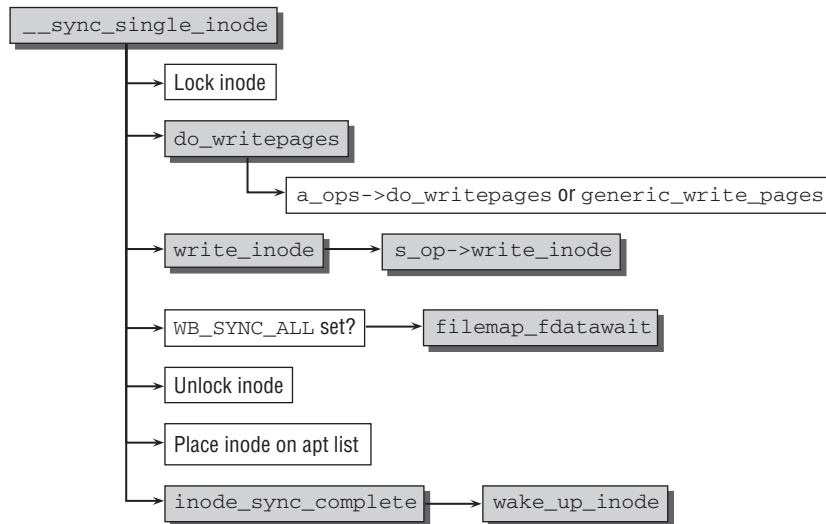 __sync_single_inode
Lock inode
do_writepages
a_ops->do_writepages or generic_write_pages
write_inode
s_op->write_inode
WB_SYNC_ALL set?
filemap_fdatawait
Unlock inode
Place inode on apt list
inode_sync_complete
wake_up_inode